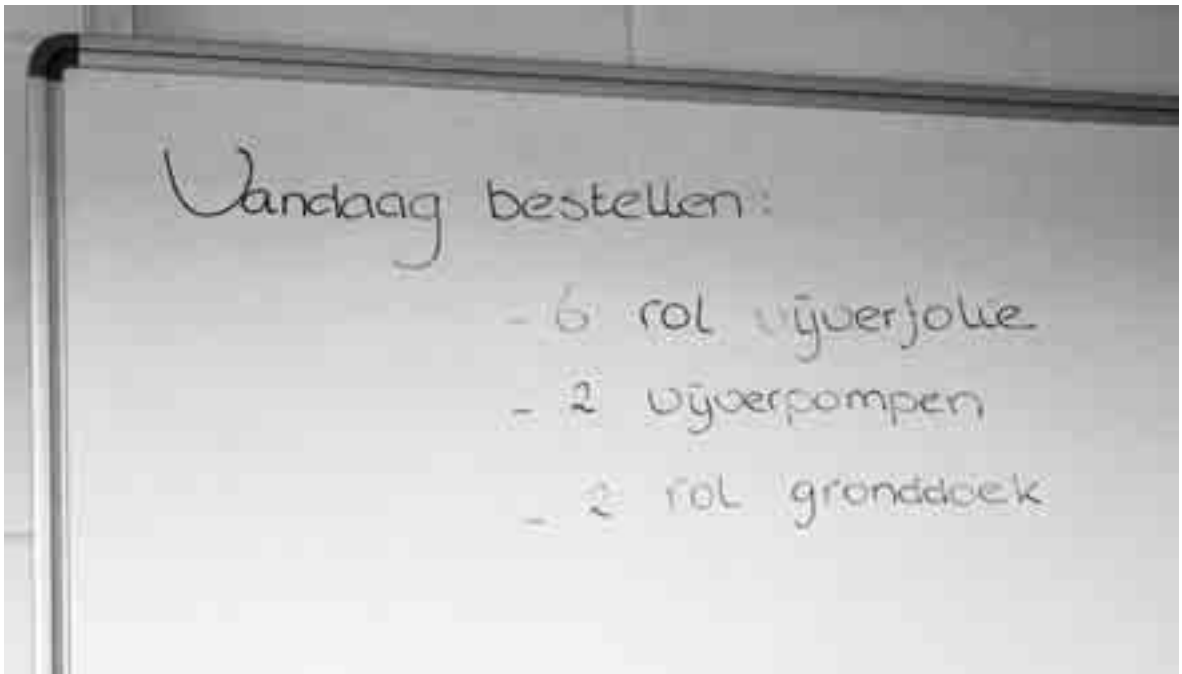 Vandaag bestellen:
- 6 rol vijverfolie
- 2 vijverpompen
- 2 rol gronddoek